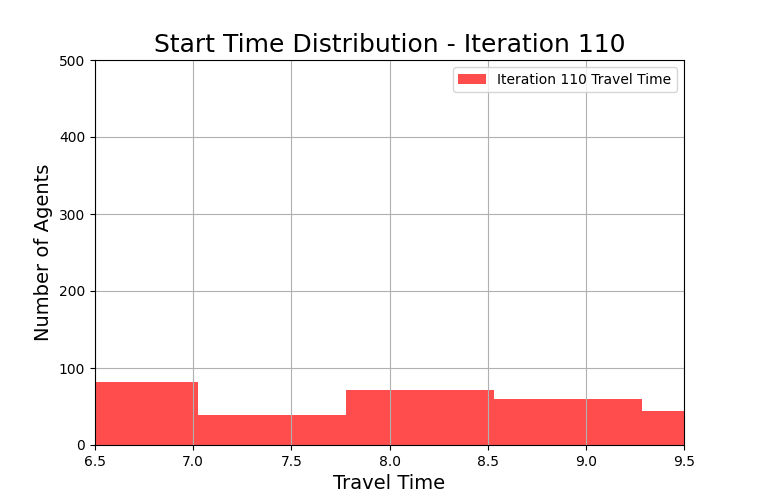 Start Time Distribution - Iteration 110
500
400
300
200
100
0
Number of Agents
Iteration 110 Travel Time
6.5 7.0 7.5 8.0 8.5 9.0 9.5
Travel Time